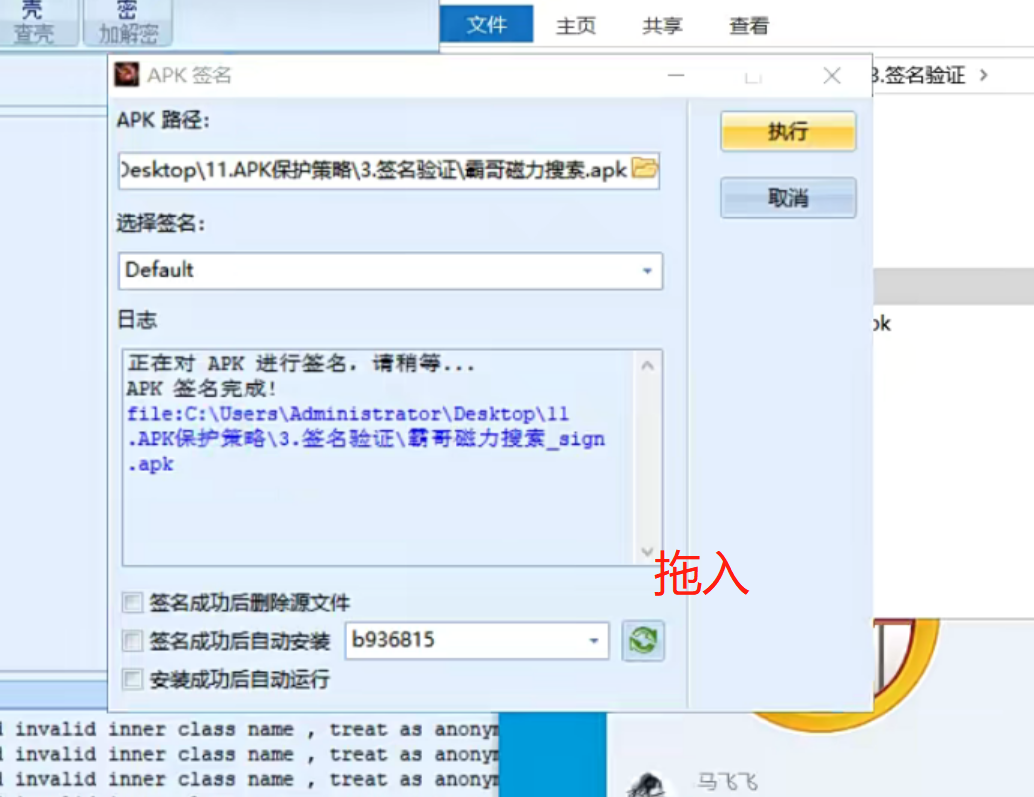 壳
密
查壳
加解密
文件
主页
共享
查看
APK 签名
3.签名验证
APK 路径:
执行
Desktop\11.APK保护策略\3.签名验证\霸哥磁力搜索.apk
取消
选择签名:
Default
日志
正在对 APK 进行签名，请稍等...
APK 签名完成!
file:C:\Users\Administrator\Desktop\11
.APK保护策略\3.签名验证\霸哥磁力搜索_sign
.apk
拖入
签名成功后删除源文件
签名成功后自动安装
b936815
安装成功后自动运行
invalid inner class name , treat as anonym
invalid inner class name , treat as anonym
invalid inner class name , treat as anonym
马飞飞